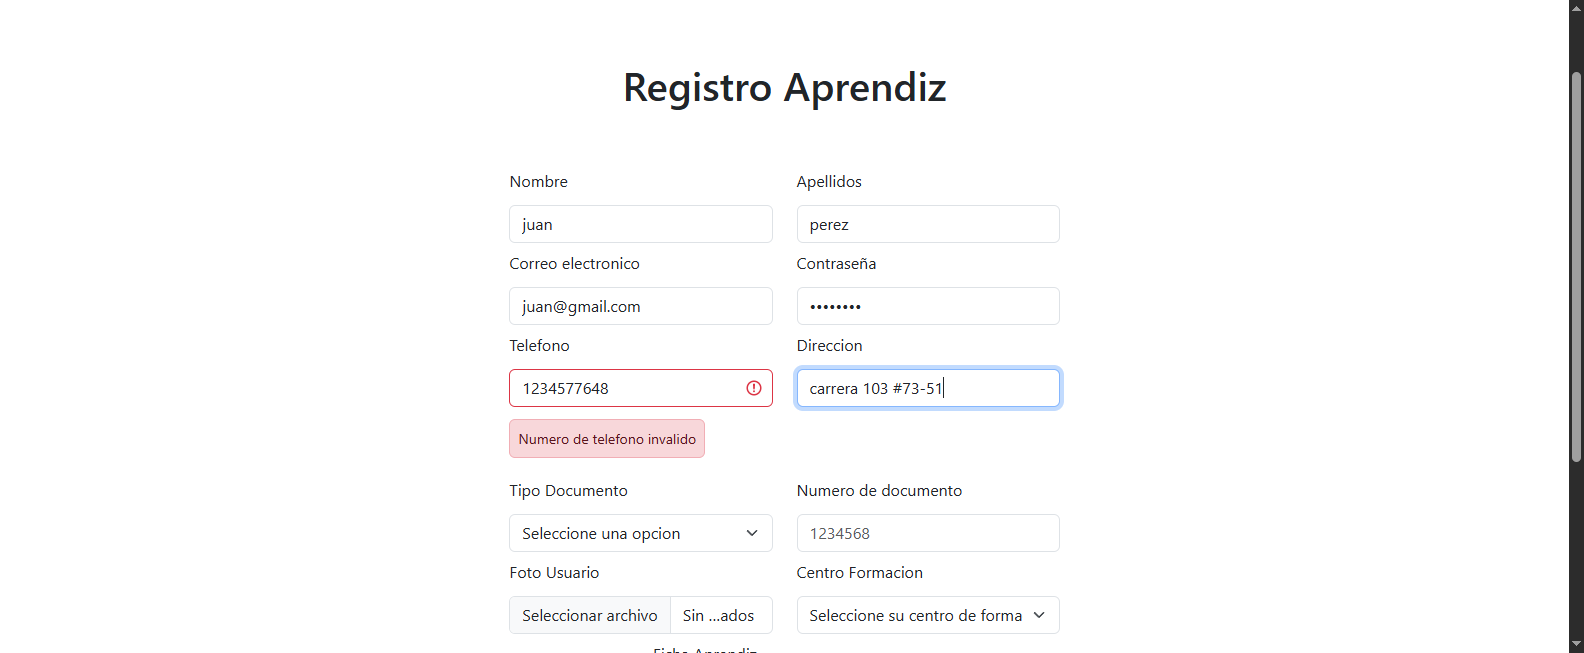 Registro Aprendiz
Nombre
Apellidos
juan
perez
Correo electronico
Contraseña
juan@gmail.com
••••••••
Telefono
Direccion
1234577648
carrera 103 #73-51
Numero de telefono invalido
Tipo Documento
Numero de documento
Seleccione una opcion
1234568
Foto Usuario
Centro Formacion
Seleccionar archivo
Sin ...ados
Seleccione su centro de forma
Ficha Aprendiz